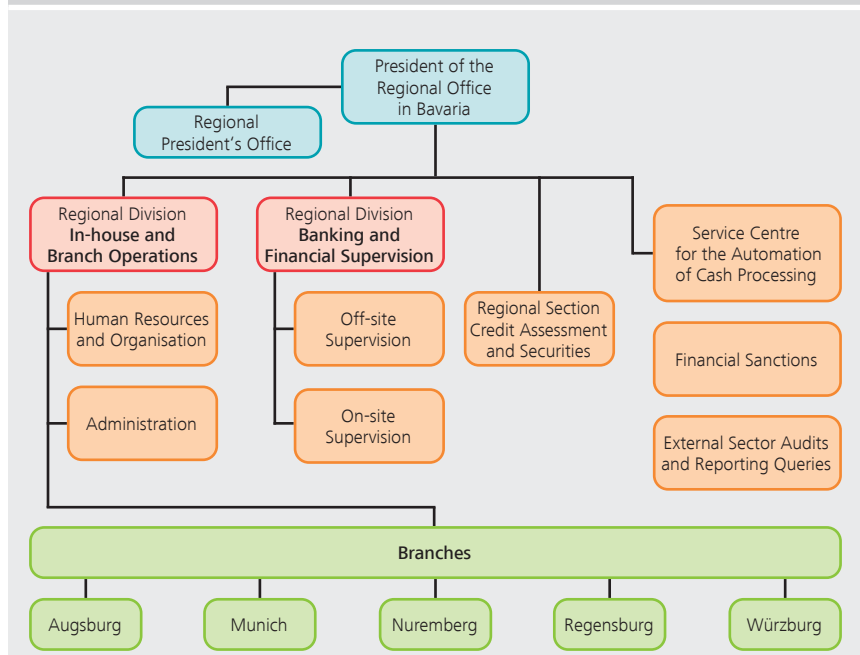 President of the
Regional Office
in Bavaria
Regional
President's Office
Regional Division
In-house and
Branch Operations
Regional Division
Banking and
Financial Supervision
Service Centre
for the Automation
of Cash Processing
Human Resources
and Organisation
Off-site
Supervision
Regional Section
Credit Assessment
and Securities
Financial Sanctions
Administration
On-site
Supervision
External Sector Audits
and Reporting Queries
Branches
Augsburg
Munich
Nuremberg
Regensburg
Würzburg